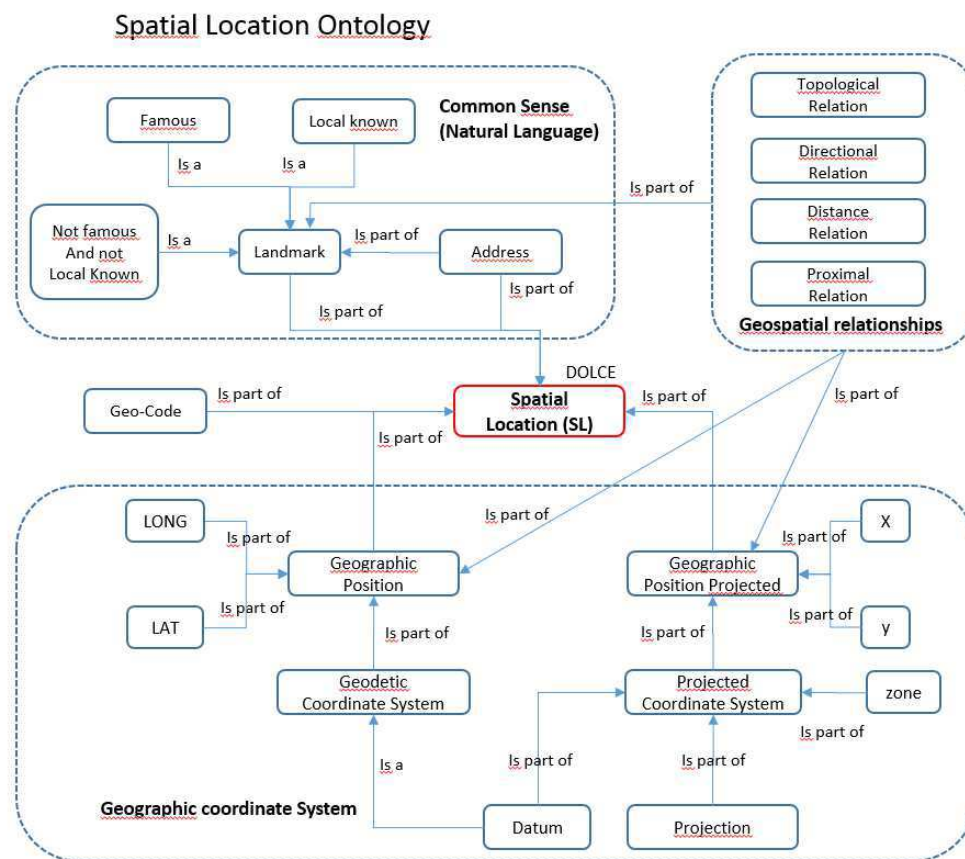 Spatial Location Ontology
Common Sense
(Natural Language)
Famous
Local known
Is a
Is a
Not famous
And not
Local Known
Is a
Landmark
Is part of
Address
Is part of
Is part of
Is part of
Topological
Relation
Directional
Relation
Distance
Relation
Proximal
Relation
Geospatial relationships
DOLCE
Geo-Code
Is part of
Spatial
Location (SL)
Is part of
Is part of
Is part of
LONG
Is part of
Is part of
LAT
Geographic
Position
Is part of
Geographic
Position Projected
Is part of
X
Is part of
y
Is part of
Is part of
Geodetic
Coordinate System
Projected
Coordinate System
zone
Is part of
Is a
Is part of
Is part of
Geographic coordinate System
Datum
Projection